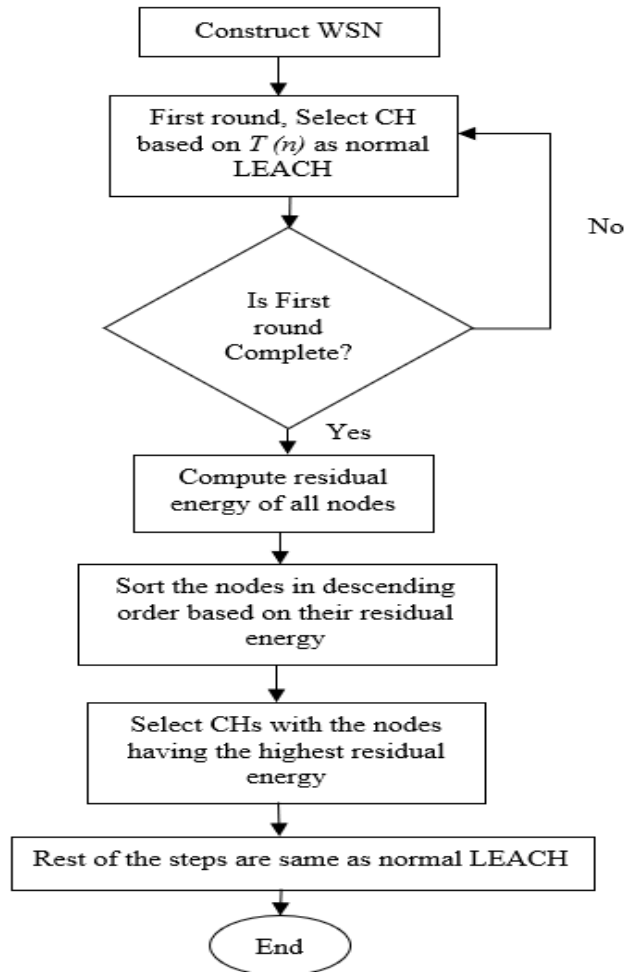 Construct WSN
First round, Select CH
based on T (n) as normal
LEACH
No
Is First
round
Complete?
Yes
Compute residual
energy of all nodes
Sort the nodes in descending
order based on their residual
energy
Select CHs with the nodes
having the highest residual
energy
Rest of the steps are same as normal LEACH
End